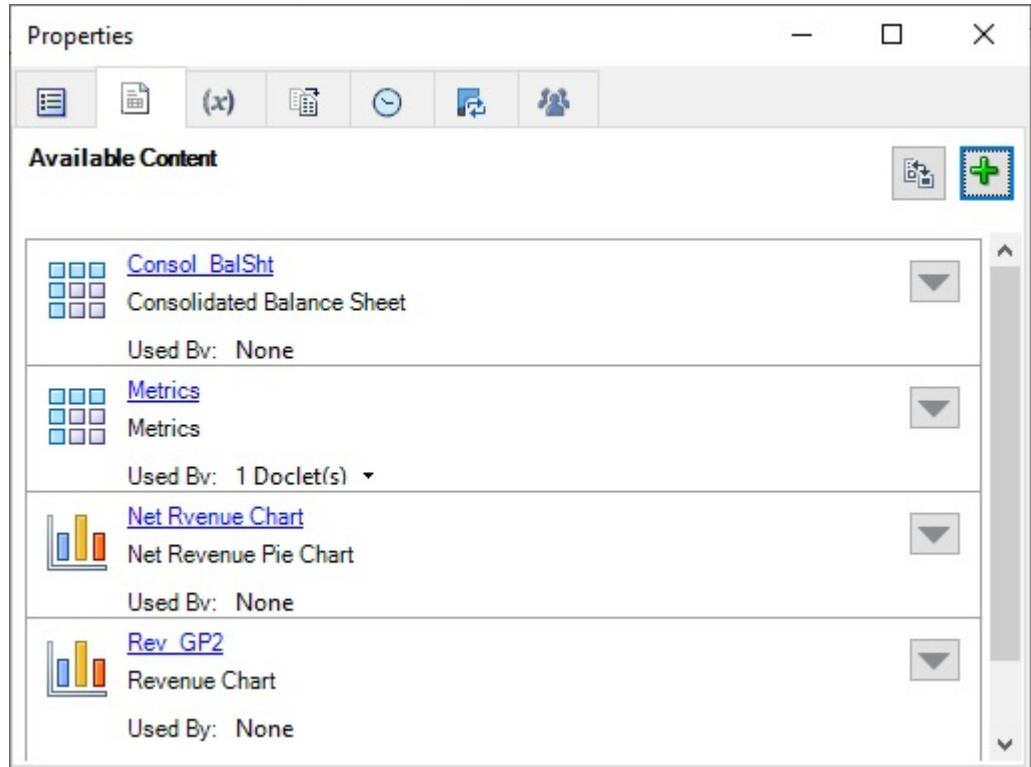 Properties
(x)
Available Content
Consol_BalSht
Consolidated Balance Sheet
Used By: None
Metrics
Metrics
Used By: 1 Doclet(s)
Net Rvenue Chart
Net Revenue Pie Chart
Used By: None
Rev_GP2
Revenue Chart
Used By: None